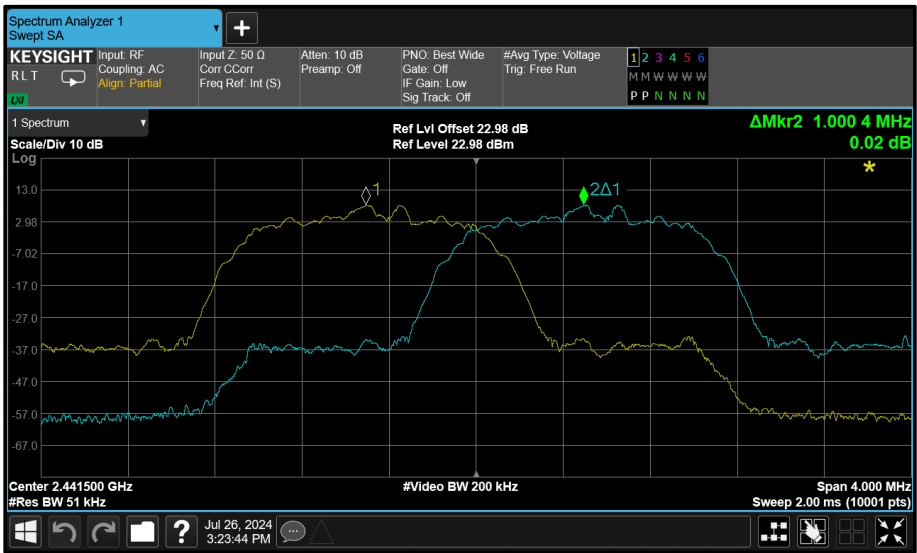 Spectrum Analyzer 1
Swept SA
+
KEYSIGHT Input: RF Input Z: 50 Ω Atten: 10 dB PNO: Best Wide #Avg Type: Voltage 1 2 3 4 5 6
RLT Coupling: AC Corr CCorr Preamp: Off Gate: Off Trig: Free Run M M W W W W
Align: Partial Freq Ref: Int (S) IF Gain: Low P P N N N N
LXI Sig Track: Off
1 Spectrum Ref Lvl Offset 22.98 dB ΔMkr2 1.000 4 MHz
Scale/Div 10 dB Ref Level 22.98 dBm 0.02 dB
Log
*
1 2Δ1
13.0
2.98
-7.02
-17.0
-27.0
-37.0
-47.0
-57.0
-67.0
Center 2.441500 GHz #Video BW 200 kHz Span 4.000 MHz
#Res BW 51 kHz Sweep 2.00 ms (10001 pts)
? Jul 26, 2024
3:23:44 PM